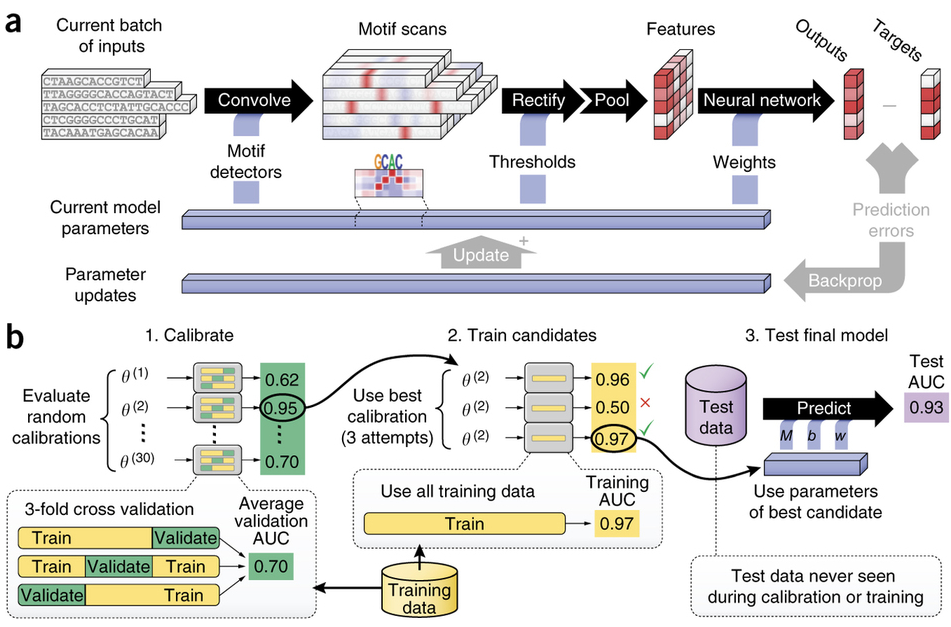 a
Current batch
of inputs
Motif scans
Features
Outputs
Targets
CTAAGCACCGTCT
TTAGGGGCACCAGTACT
TAGCACCTCTATTGCACCC
CTCGGGGCCCTGCAT
TACAAATGAGCACAA
Convolve
Rectify
Pool
Neural network
–
Motif
detectors
GCAC
Thresholds
Weights
Current model
parameters
Prediction
errors
Update
+
Parameter
updates
Backprop
b
1. Calibrate
2. Train candidates
3. Test final model
Evaluate
random
calibrations
θ(1)
0.62
θ(2)
0.95
θ(30)
0.70
Use best
calibration
(3 attempts)
θ(2)
0.96
✓
θ(2)
0.50
×
θ(2)
0.97
✓
Test
data
Predict
M b w
Test
AUC
0.93
Use parameters
of best candidate
3-fold cross validation
Average
validation
AUC
Train Validate
Train Validate Train
Validate Train
0.70
Use all training data
Training
AUC
Train
0.97
Training
data
Test data never seen
during calibration or training